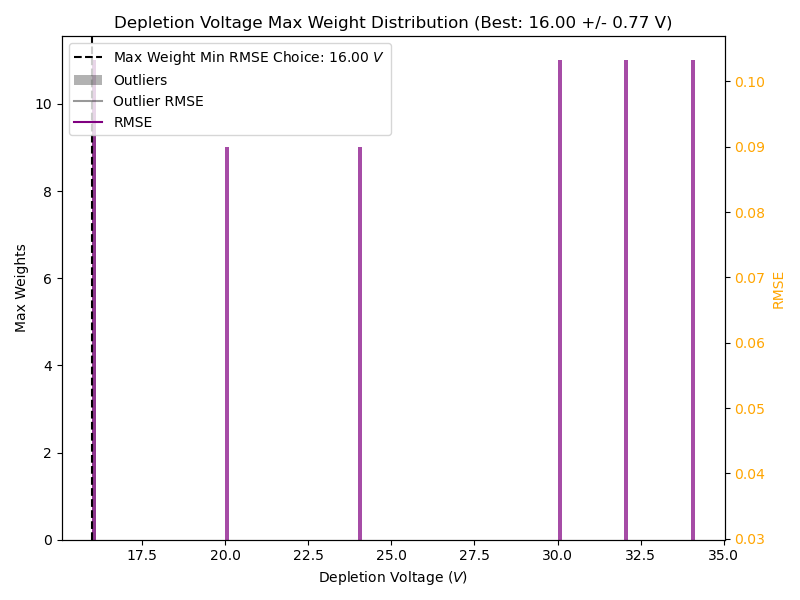 Depletion Voltage Max Weight Distribution (Best: 16.00 +/- 0.77 V)
Max Weight Min RMSE Choice: 16.00 V
Outliers
Outlier RMSE
RMSE
10
8
6
4
2
0
Max Weights
0.10
0.09
0.08
0.07
0.06
0.05
0.04
0.03
RMSE
17.5 20.0 22.5 25.0 27.5 30.0 32.5 35.0
Depletion Voltage (V)